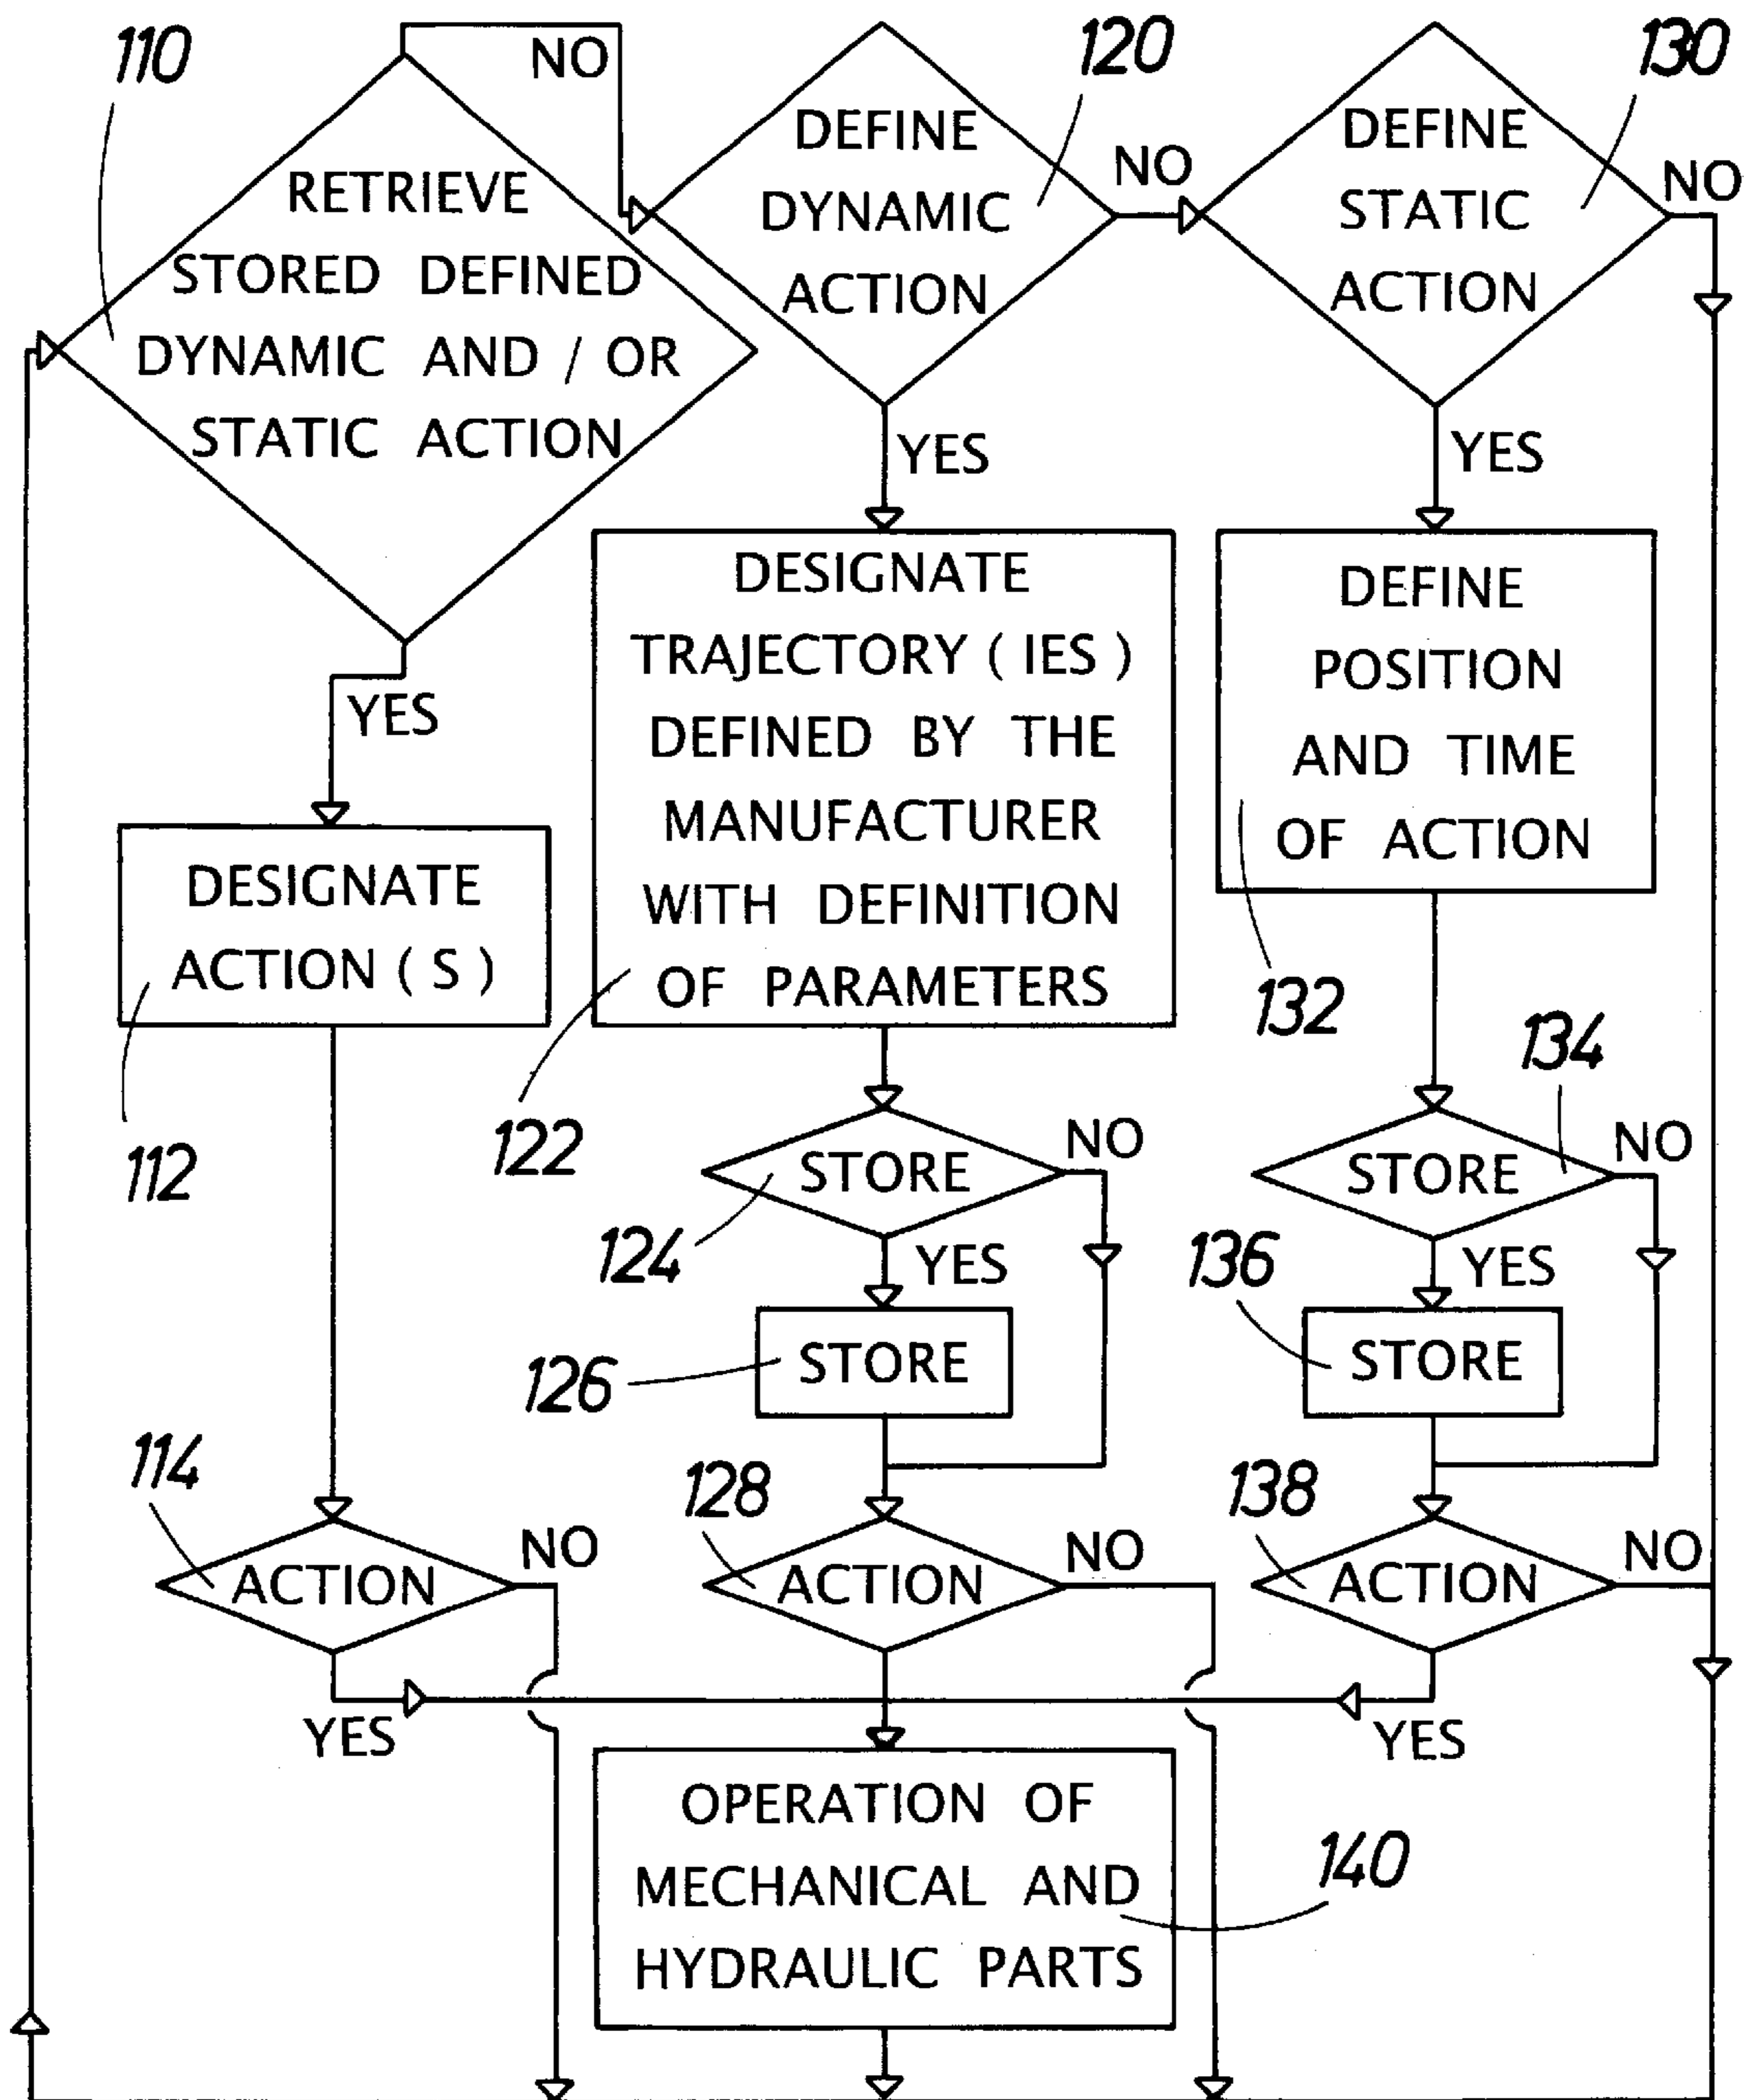 110
NO
120
130
RETRIEVE
STORED DEFINED
DYNAMIC AND / OR
STATIC ACTION
DEFINE
DYNAMIC
ACTION
NO
DEFINE
STATIC
ACTION
NO
YES
YES
YES
DESIGNATE
ACTION ( S )
112
DESIGNATE
TRAJECTORY ( IES )
DEFINED BY THE
MANUFACTURER
WITH DEFINITION
OF PARAMETERS
122
DEFINE
POSITION
AND TIME
OF ACTION
132
134
STORE
NO
124
YES
STORE
NO
136
YES
126
STORE
STORE
114
128
138
ACTION
NO
ACTION
NO
ACTION
NO
YES
YES
OPERATION OF
MECHANICAL AND
HYDRAULIC PARTS
140